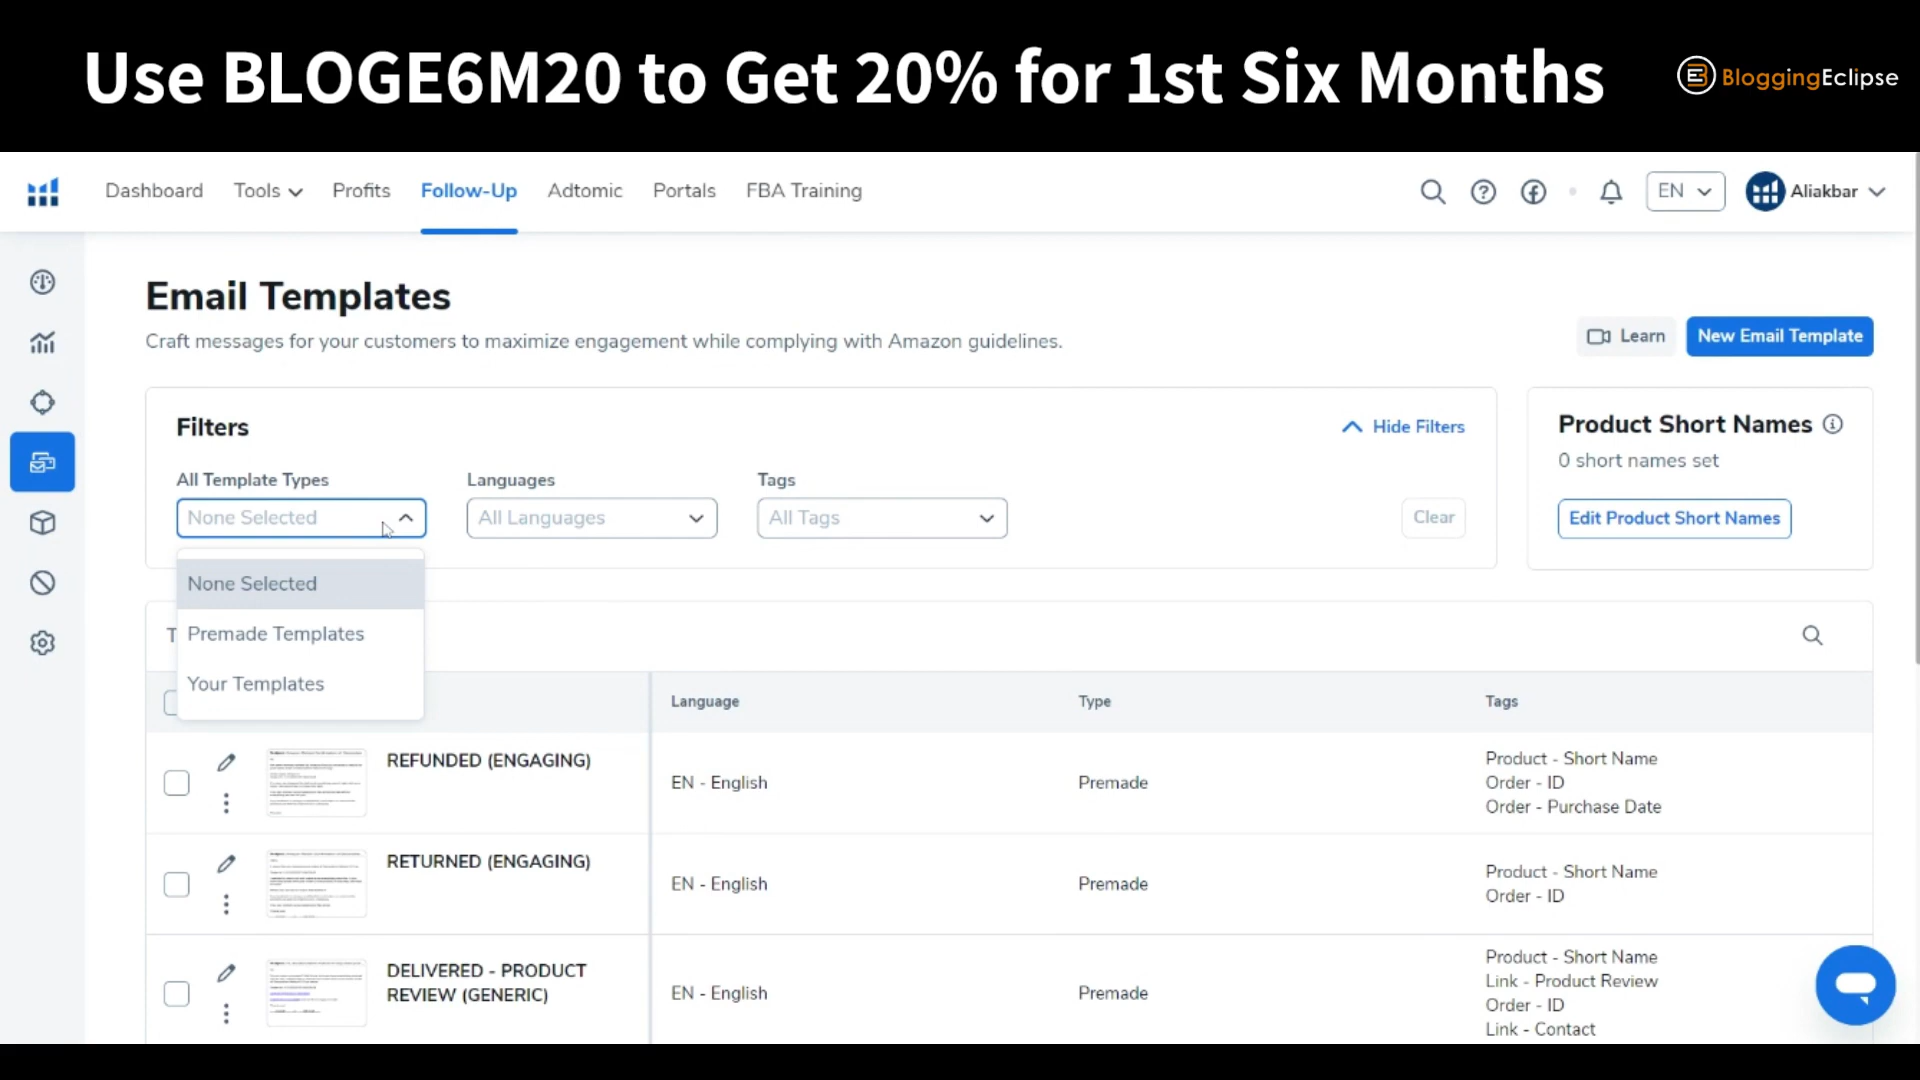 Use BLOGE6M20 to Get 20% for 1st Six Months
BloggingEclipse
Dashboard
Tools
Profits
Follow-Up
Adtomic
Portals
FBA Training
EN
Aliakbar
Email Templates
Craft messages for your customers to maximize engagement while complying with Amazon guidelines.
Learn
New Email Template
Filters
Hide Filters
All Template Types
Languages
Tags
None Selected
All Languages
All Tags
Clear
Product Short Names
0 short names set
Edit Product Short Names
None Selected
Premade Templates
Your Templates
Language
Type
Tags
REFUNDED (ENGAGING)
EN - English
Premade
Product - Short Name
Order - ID
Order - Purchase Date
RETURNED (ENGAGING)
EN - English
Premade
Product - Short Name
Order - ID
DELIVERED - PRODUCT
REVIEW (GENERIC)
EN - English
Premade
Product - Short Name
Link - Product Review
Order - ID
Link - Contact